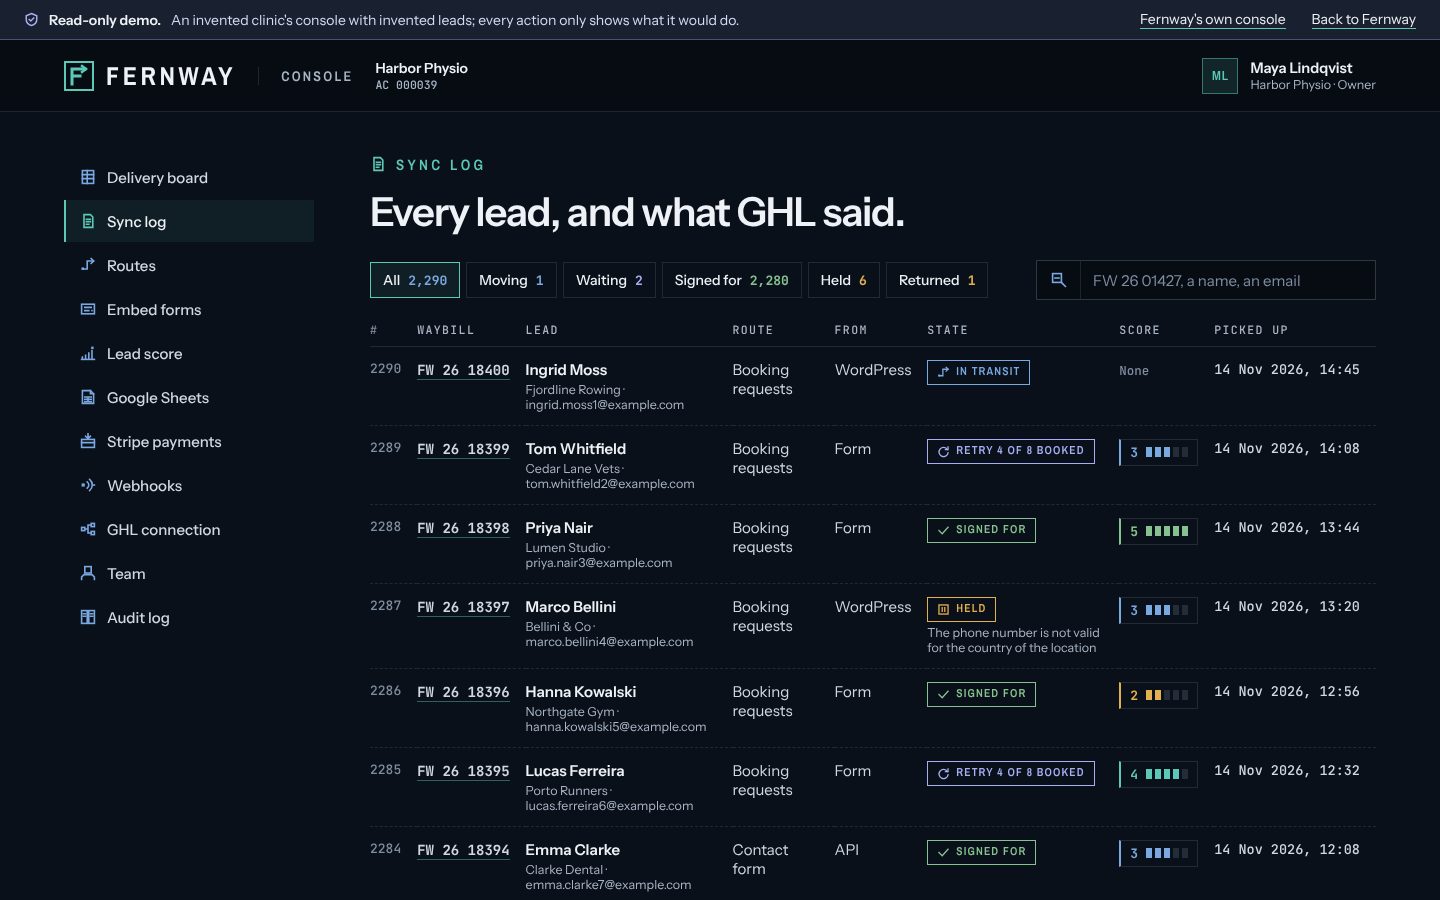 Read-only demo. An invented clinic's console with invented leads; every action only shows what it would do.
Fernway's own console
Back to Fernway
FERNWAY
CONSOLE
Harbor Physio
AC 000039
ML
Maya Lindqvist
Harbor Physio · Owner
Delivery board
Sync log
Routes
Embed forms
Lead score
Google Sheets
Stripe payments
Webhooks
GHL connection
Team
Audit log
SYNC LOG
Every lead, and what GHL said.
All 2,290
Moving 1
Waiting 2
Signed for 2,280
Held 6
Returned 1
FW 26 01427, a name, an email
# WAYBILL LEAD ROUTE FROM STATE SCORE PICKED UP
2290 FW 26 18400 Ingrid Moss Booking WordPress IN TRANSIT None 14 Nov 2026, 14:45
Fjordline Rowing · requests
ingrid.moss1@example.com
2289 FW 26 18399 Tom Whitfield Booking Form RETRY 4 OF 8 BOOKED 3 14 Nov 2026, 14:08
Cedar Lane Vets · requests
tom.whitfield2@example.com
2288 FW 26 18398 Priya Nair Booking Form SIGNED FOR 5 14 Nov 2026, 13:44
Lumen Studio · requests
priya.nair3@example.com
2287 FW 26 18397 Marco Bellini Booking WordPress HELD 3 14 Nov 2026, 13:20
Bellini & Co · requests The phone number is not valid
marco.bellini4@example.com for the country of the location
2286 FW 26 18396 Hanna Kowalski Booking Form SIGNED FOR 2 14 Nov 2026, 12:56
Northgate Gym · requests
hanna.kowalski5@example.com
2285 FW 26 18395 Lucas Ferreira Booking Form RETRY 4 OF 8 BOOKED 4 14 Nov 2026, 12:32
Porto Runners · requests
lucas.ferreira6@example.com
2284 FW 26 18394 Emma Clarke Contact API SIGNED FOR 3 14 Nov 2026, 12:08
Clarke Dental · form
emma.clarke7@example.com